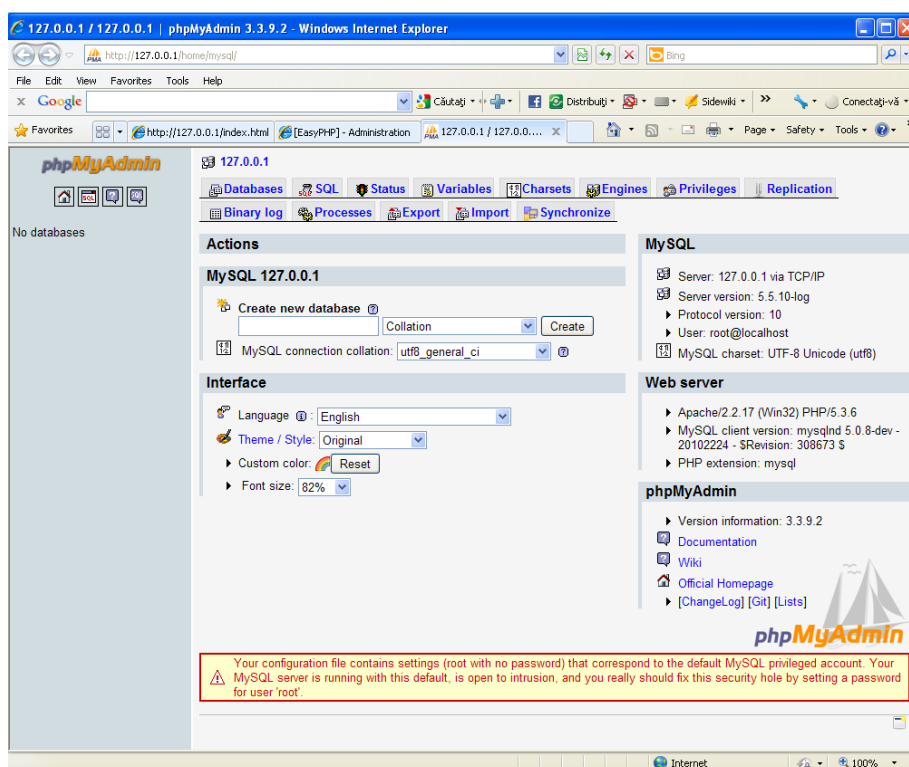 127.0.0.1 / 127.0.0.1 | phpMyAdmin 3.3.9.2 - Windows Internet Explorer
http://127.0.0.1/home/mysql/
Bing
File Edit View Favorites Tools Help
x Google Căutaţi Distribuiţi Sidewiki » Conectaţi-vă
Favorites http://127.0.0.1/index.html [EasyPHP] - Administration 127.0.0.1 / 127.0.0.... x Page Safety Tools
phpMyAdmin
No databases
127.0.0.1
Databases SQL Status Variables Charsets Engines Privileges Replication
Binary log Processes Export Import Synchronize
Actions
MySQL 127.0.0.1
Create new database
Collation Create
MySQL connection collation: utf8_general_ci
Interface
Language : English
Theme / Style: Original
Custom color: Reset
Font size: 82%
MySQL
Server: 127.0.0.1 via TCP/IP
Server version: 5.5.10-log
Protocol version: 10
User: root@localhost
MySQL charset: UTF-8 Unicode (utf8)
Web server
Apache/2.2.17 (Win32) PHP/5.3.6
MySQL client version: mysqlnd 5.0.8-dev -
20102224 - $Revision: 308673 $
PHP extension: mysql
phpMyAdmin
Version information: 3.3.9.2
Documentation
Wiki
Official Homepage
[ChangeLog] [Git] [Lists]
phpMyAdmin
Your configuration file contains settings (root with no password) that correspond to the default MySQL privileged account. Your
MySQL server is running with this default, is open to intrusion, and you really should fix this security hole by setting a password
for user 'root'.
Internet 100%